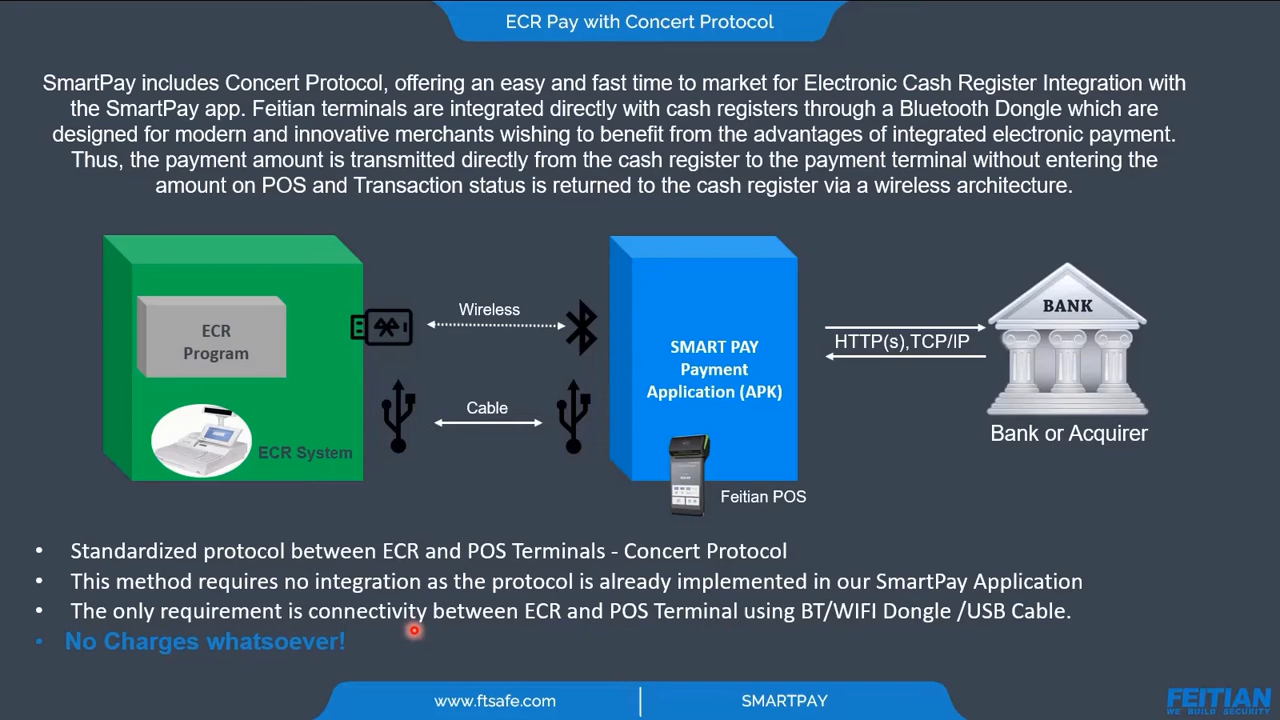 ECR Pay with Concert Protocol
SmartPay includes Concert Protocol, offering an easy and fast time to market for Electronic Cash Register Integration with
the SmartPay app. Feitian terminals are integrated directly with cash registers through a Bluetooth Dongle which are
designed for modern and innovative merchants wishing to benefit from the advantages of integrated electronic payment.
Thus, the payment amount is transmitted directly from the cash register to the payment terminal without entering the
amount on POS and Transaction status is returned to the cash register via a wireless architecture.
ECR
Program
ECR System
Wireless
Cable
SMART PAY
Payment
Application (APK)
Feitian POS
HTTP(s),TCP/IP
BANK
Bank or Acquirer
• Standardized protocol between ECR and POS Terminals - Concert Protocol
• This method requires no integration as the protocol is already implemented in our SmartPay Application
• The only requirement is connectivity between ECR and POS Terminal using BT/WIFI Dongle /USB Cable.
• No Charges whatsoever!
www.ftsafe.com
SMARTPAY
FEITIAN
WE BUILD SECURITY